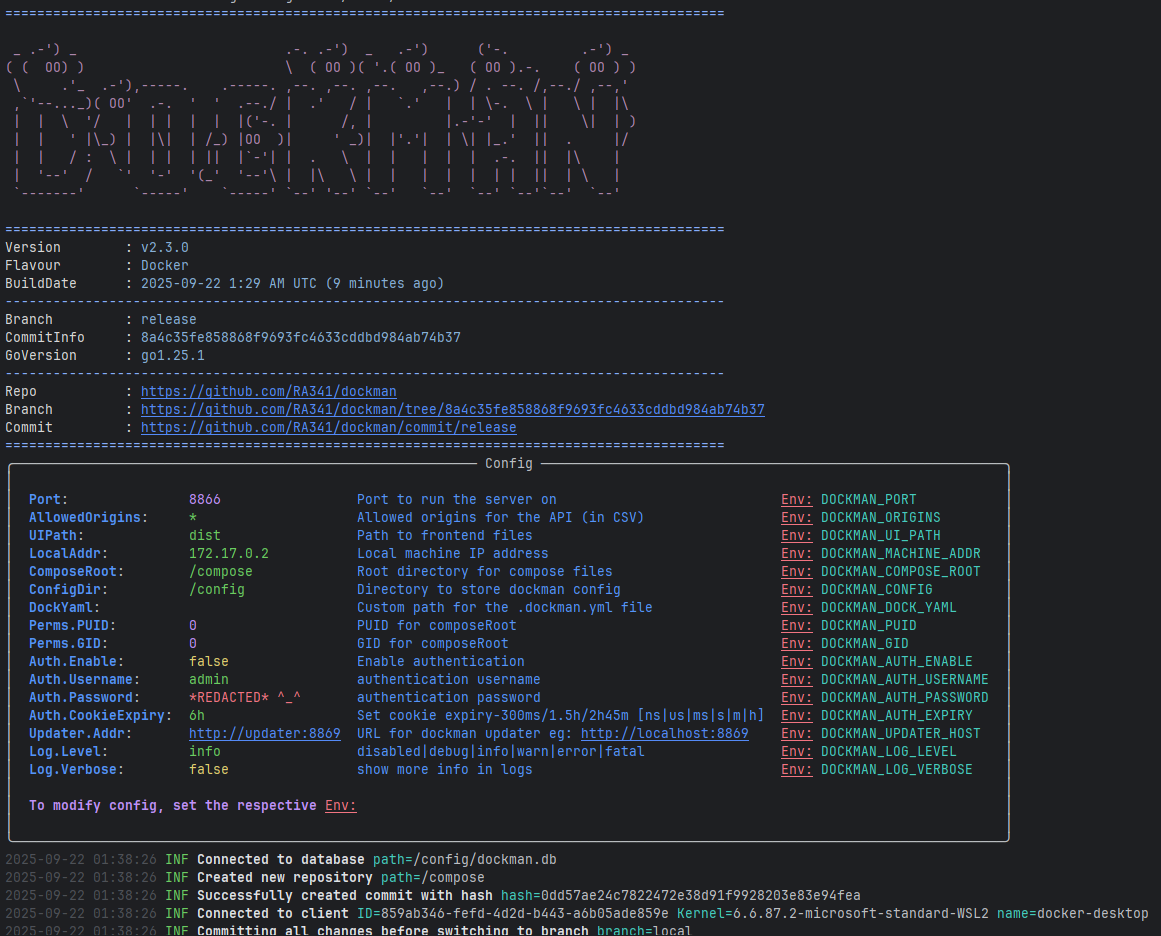 Version : v2.3.0
Flavour : Docker
BuildDate : 2025-09-22 1:29 AM UTC (9 minutes ago)
Branch : release
CommitInfo : 8a4c35fe858868f9693fc4633cddbd984ab74b37
GoVersion : go1.25.1
Repo : https://github.com/RA341/dockman
Branch : https://github.com/RA341/dockman/tree/8a4c35fe858868f9693fc4633cddbd984ab74b37
Commit : https://github.com/RA341/dockman/commit/release
Config
Port: 8866 Port to run the server on Env: DOCKMAN_PORT
AllowedOrigins: * Allowed origins for the API (in CSV) Env: DOCKMAN_ORIGINS
UIPath: dist Path to frontend files Env: DOCKMAN_UI_PATH
LocalAddr: 172.17.0.2 Local machine IP address Env: DOCKMAN_MACHINE_ADDR
ComposeRoot: /compose Root directory for compose files Env: DOCKMAN_COMPOSE_ROOT
ConfigDir: /config Directory to store dockman config Env: DOCKMAN_CONFIG
DockYaml: Custom path for the .dockman.yml file Env: DOCKMAN_DOCK_YAML
Perms.PUID: 0 PUID for composeRoot Env: DOCKMAN_PUID
Perms.GID: 0 GID for composeRoot Env: DOCKMAN_GID
Auth.Enable: false Enable authentication Env: DOCKMAN_AUTH_ENABLE
Auth.Username: admin authentication username Env: DOCKMAN_AUTH_USERNAME
Auth.Password: *REDACTED* ^_^ authentication password Env: DOCKMAN_AUTH_PASSWORD
Auth.CookieExpiry: 6h Set cookie expiry-300ms/1.5h/2h45m [ns|us|ms|s|m|h] Env: DOCKMAN_AUTH_EXPIRY
Updater.Addr: http://updater:8869 URL for dockman updater eg: http://localhost:8869 Env: DOCKMAN_UPDATER_HOST
Log.Level: info disabled|debug|info|warn|error|fatal Env: DOCKMAN_LOG_LEVEL
Log.Verbose: false show more info in logs Env: DOCKMAN_LOG_VERBOSE
To modify config, set the respective Env:
2025-09-22 01:38:26 INF Connected to database path=/config/dockman.db
2025-09-22 01:38:26 INF Created new repository path=/compose
2025-09-22 01:38:26 INF Successfully created commit with hash hash=0dd57ae24c7822472e38d91f9928203e83e94fea
2025-09-22 01:38:26 INF Connected to client ID=859ab346-fefd-4d2d-b443-a6b05ade859e Kernel=6.6.87.2-microsoft-standard-WSL2 name=docker-desktop
2025-09-22 01:38:26 INF Committing all changes before switching to branch branch=local